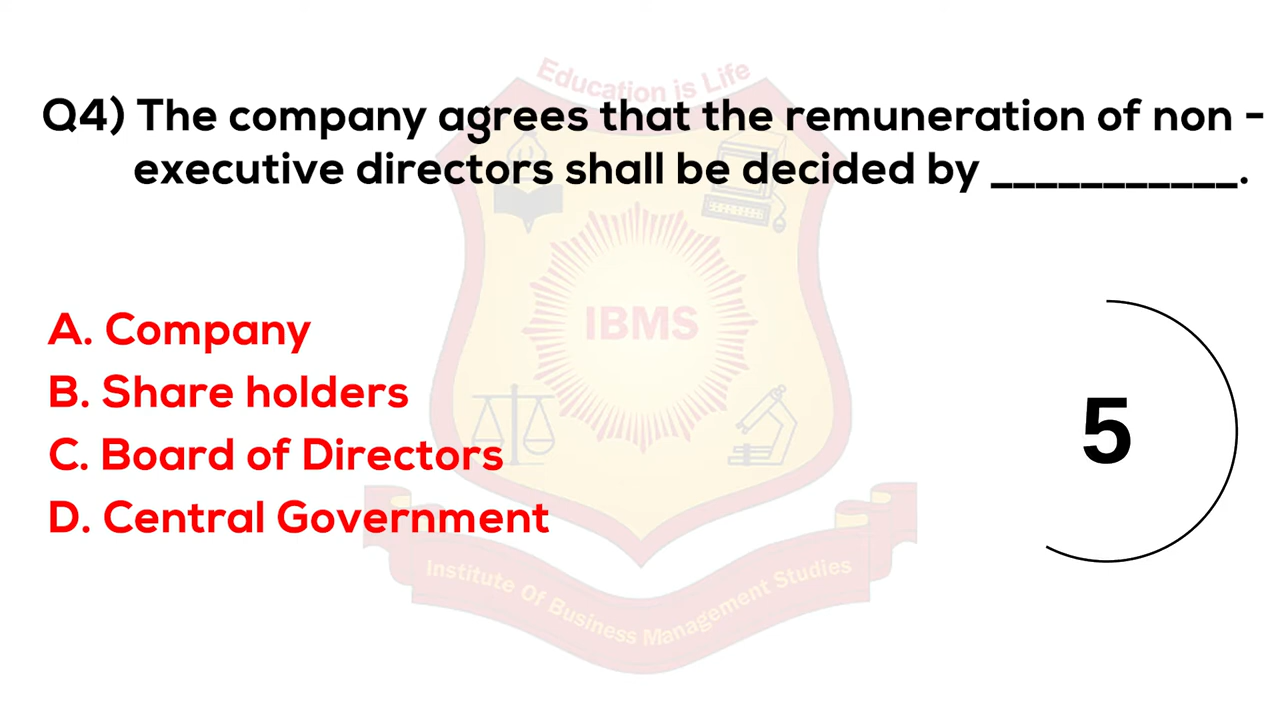 Education is Life
Q4) The company agrees that the remuneration of non -
executive directors shall be decided by ___________.
IBMS
A. Company
B. Share holders
C. Board of Directors
D. Central Government
5
Institute Of Business Management Studies